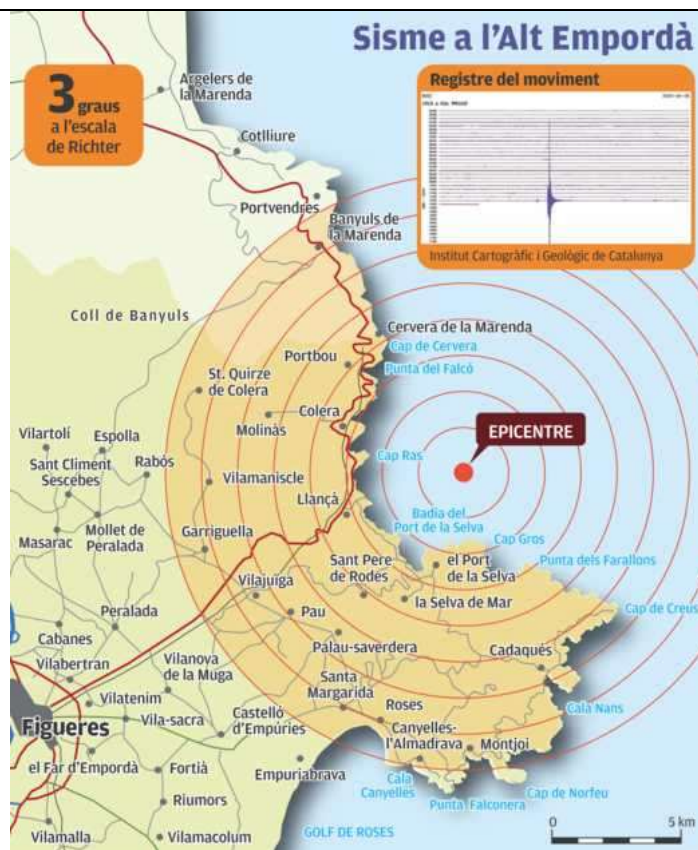 Sisme a l'Alt Empordà
3 graus
a l'escala
de Richter
Registre del moviment
Institut Cartogràfic i Geològic de Catalunya
Argelers de
la Marenda
Cotlliure
Portvendres
Banyuls de
la Marenda
Coll de Banyuls
Cervera de la Marenda
Cap de Cervera
Portbou
Punta del Falcó
St. Quirze
de Colera
Colera
Molinàs
EPICENTRE
Vilartolí
Espolla
Cap Ras
Sant Climent
Sescebes
Rabós
Vilamaniscle
Llançà
Badia del
Port de la Selva
Masarac
Mollet de
Peralada
Garriguella
Cap Gros
Sant Pere
de Rodes
el Port
de la Selva
Punta dels Farallons
Vilajuïga
la Selva de Mar
Cap de Creus
Peralada
Pau
Cabanes
Palau-saverdera
Cadaqués
Vilabertran
Vilanova
de la Muga
Santa
Margarida
Vilatenim
Roses
Cala Nans
Figueres
Vila-sacra
Castelló
d'Empúries
Canyelles-
l'Almadrava
Montjoi
el Far d'Empordà
Fortià
Empuriabrava
Cala
Canyelles
Cap de Norfeu
Punta Falconera
Riumors
Vilamalla
Vilamacolum
GOLF DE ROSES
0
5 km